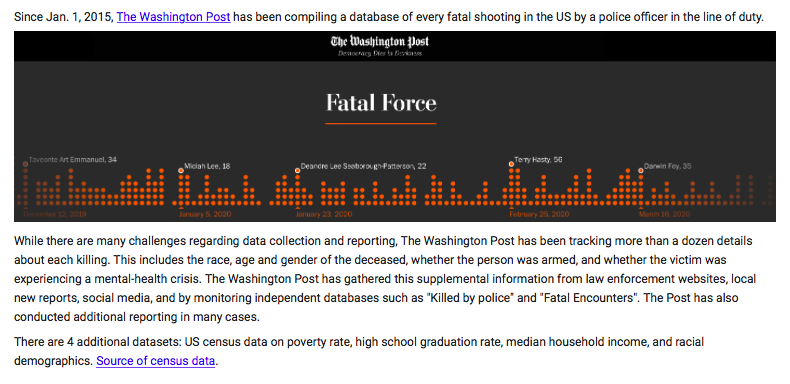 Since Jan. 1, 2015, The Washington Post has been compiling a database of every fatal shooting in the US by a police officer in the line of duty.
The Washington Post
Democracy Dies in Darkness
Fatal Force
Taveonte Art Emmanuel, 34
Miciah Lee, 18
Deandre Lee Seaborough-Patterson, 22
Terry Hasty, 56
Darwin Foy, 35
December 12, 2019
January 5, 2020
January 23, 2020
February 25, 2020
March 16, 2020
While there are many challenges regarding data collection and reporting, The Washington Post has been tracking more than a dozen details
about each killing. This includes the race, age and gender of the deceased, whether the person was armed, and whether the victim was
experiencing a mental-health crisis. The Washington Post has gathered this supplemental information from law enforcement websites, local
new reports, social media, and by monitoring independent databases such as "Killed by police" and "Fatal Encounters". The Post has also
conducted additional reporting in many cases.
There are 4 additional datasets: US census data on poverty rate, high school graduation rate, median household income, and racial
demographics. Source of census data.